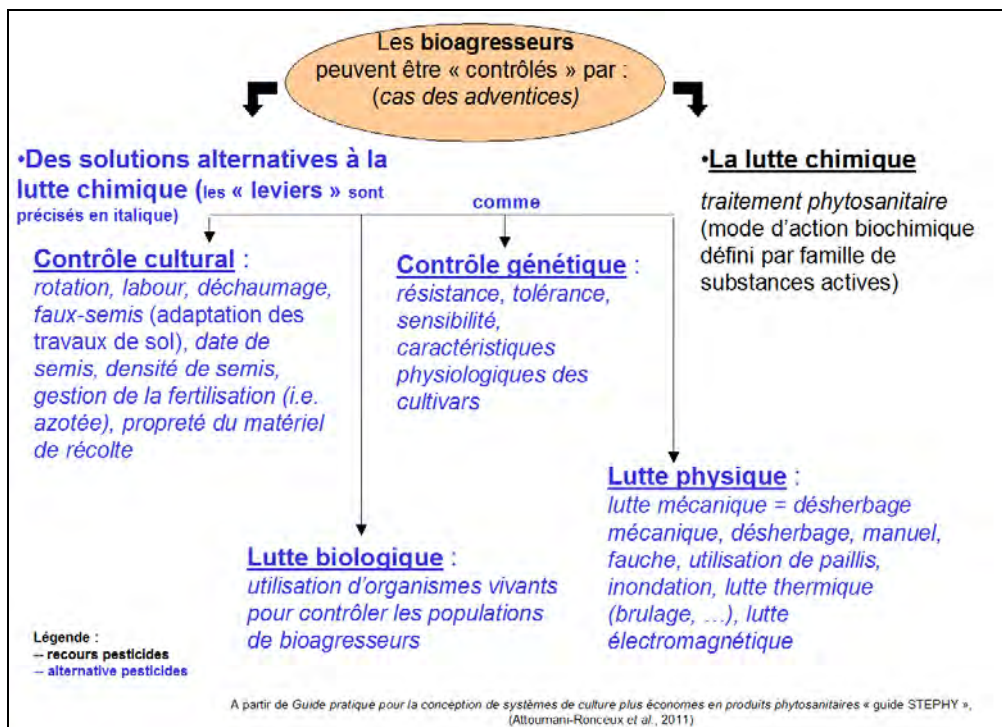 Les bioagresseurs
peuvent être « contrôlés » par :
(cas des adventices)
•Des solutions alternatives à la
lutte chimique (les « leviers » sont
précisés en italique)
•La lutte chimique
traitement phytosanitaire
(mode d'action biochimique
défini par famille de
substances actives)
comme
Contrôle cultural :
rotation, labour, déchaumage,
faux-semis (adaptation des
travaux de sol), date de
semis, densité de semis,
gestion de la fertilisation (i.e.
azotée), propreté du matériel
de récolte
Contrôle génétique :
résistance, tolérance,
sensibilité,
caractéristiques
physiologiques des
cultivars
Lutte biologique :
utilisation d'organismes vivants
pour contrôler les populations
de bioagresseurs
Lutte physique :
lutte mécanique = désherbage
mécanique, désherbage, manuel,
fauche, utilisation de paillis,
inondation, lutte thermique
(brulage, …), lutte
électromagnétique
Légende :
-- recours pesticides
-- alternative pesticides
A partir de Guide pratique pour la conception de systèmes de culture plus économes en produits phytosanitaires « guide STEPHY »,
(Attoumani-Ronceux et al., 2011)